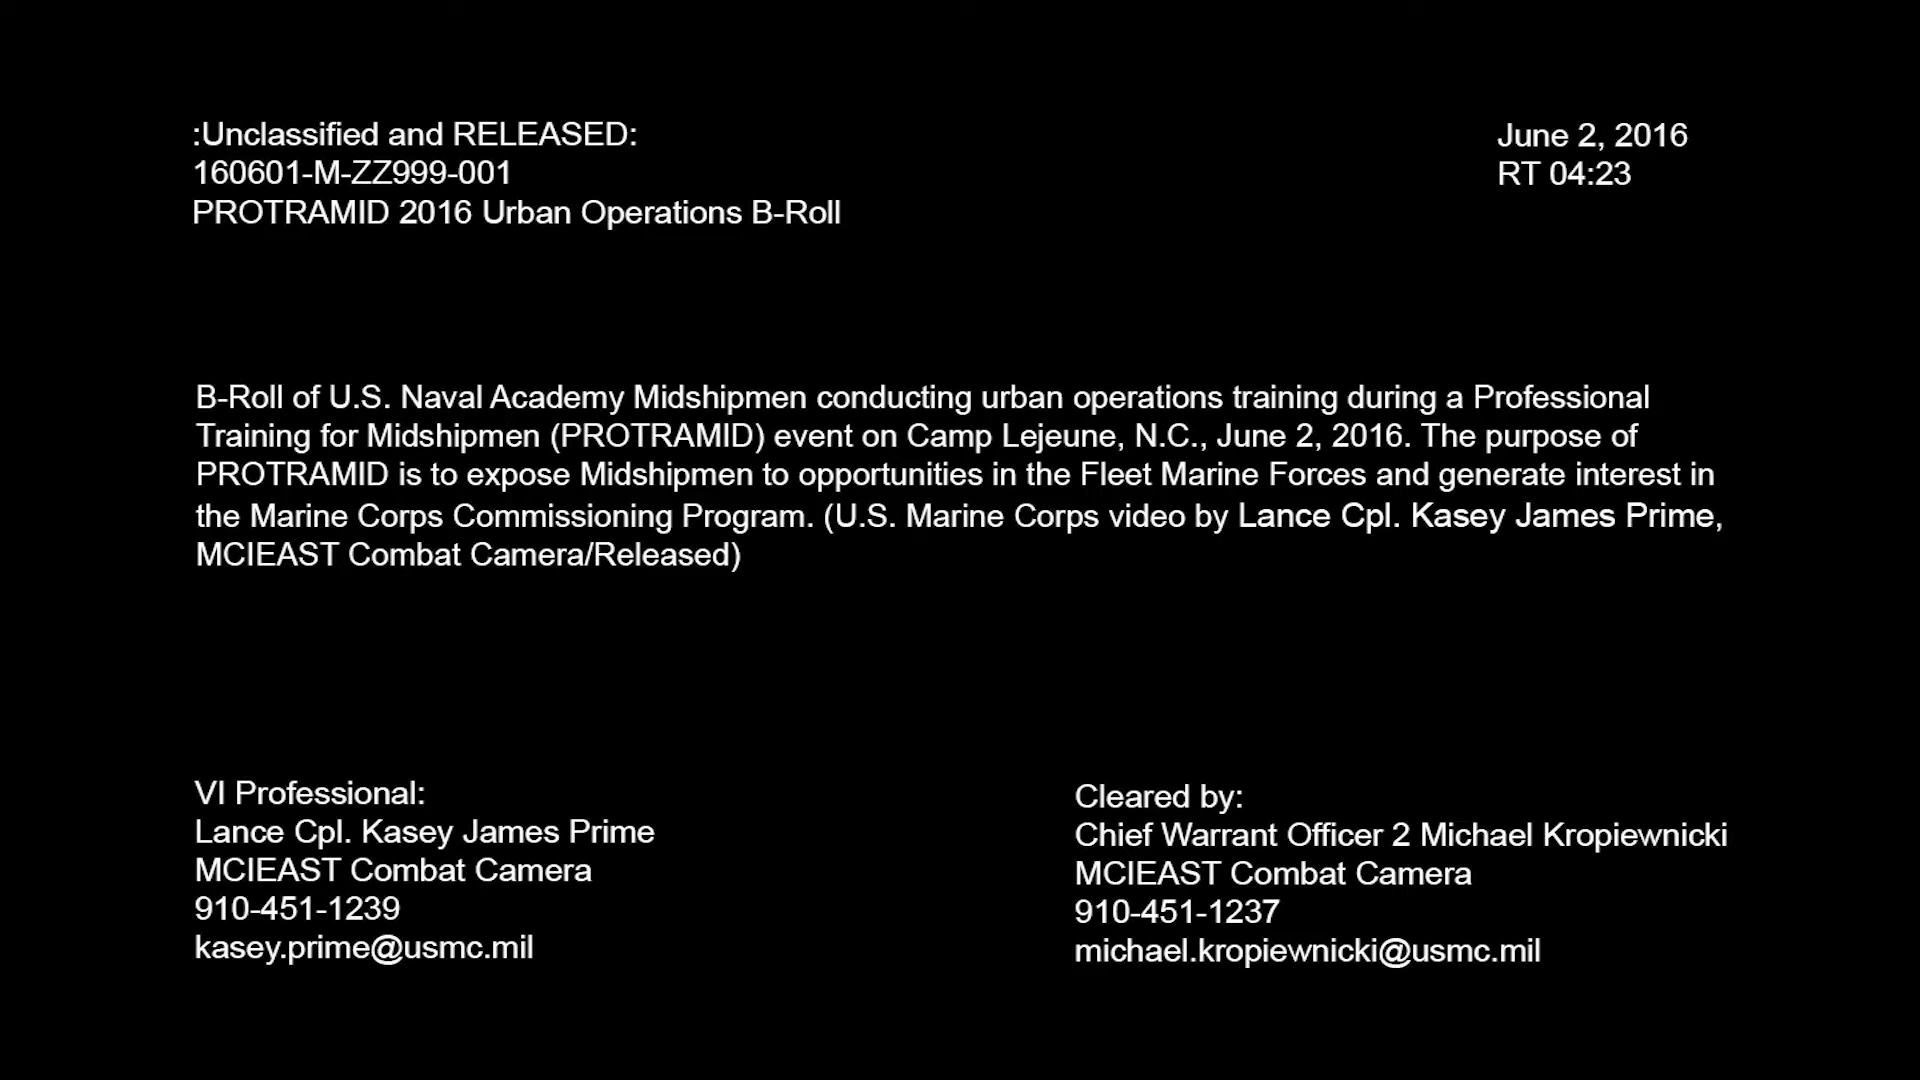 :Unclassified and RELEASED:
160601-M-ZZ999-001
PROTRAMID 2016 Urban Operations B-Roll
June 2, 2016
RT 04:23
B-Roll of U.S. Naval Academy Midshipmen conducting urban operations training during a Professional
Training for Midshipmen (PROTRAMID) event on Camp Lejeune, N.C., June 2, 2016. The purpose of
PROTRAMID is to expose Midshipmen to opportunities in the Fleet Marine Forces and generate interest in
the Marine Corps Commissioning Program. (U.S. Marine Corps video by Lance Cpl. Kasey James Prime,
MCIEAST Combat Camera/Released)
VI Professional:
Lance Cpl. Kasey James Prime
MCIEAST Combat Camera
910-451-1239
kasey.prime@usmc.mil
Cleared by:
Chief Warrant Officer 2 Michael Kropiewnicki
MCIEAST Combat Camera
910-451-1237
michael.kropiewnicki@usmc.mil